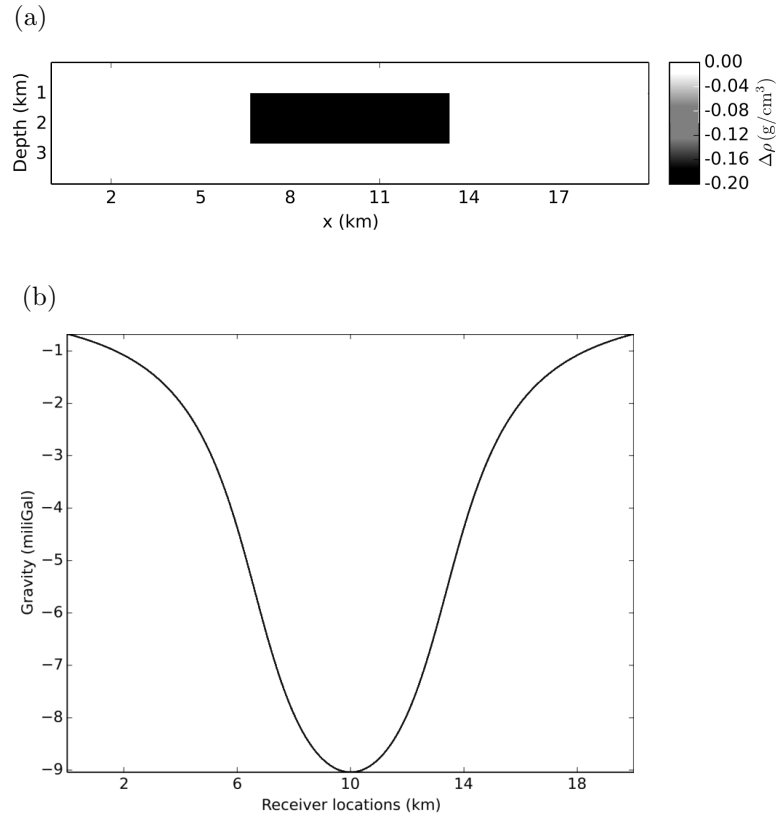 (a)
Depth (km)
1
2
3
2 5 8 11 14 17
x (km)
0.00
-0.04
-0.08
-0.12
-0.16
-0.20
Δρ(g/cm³)
(b)
Gravity (miliGal)
−1
−2
−3
−4
−5
−6
−7
−8
−9
2 6 10 14 18
Receiver locations (km)